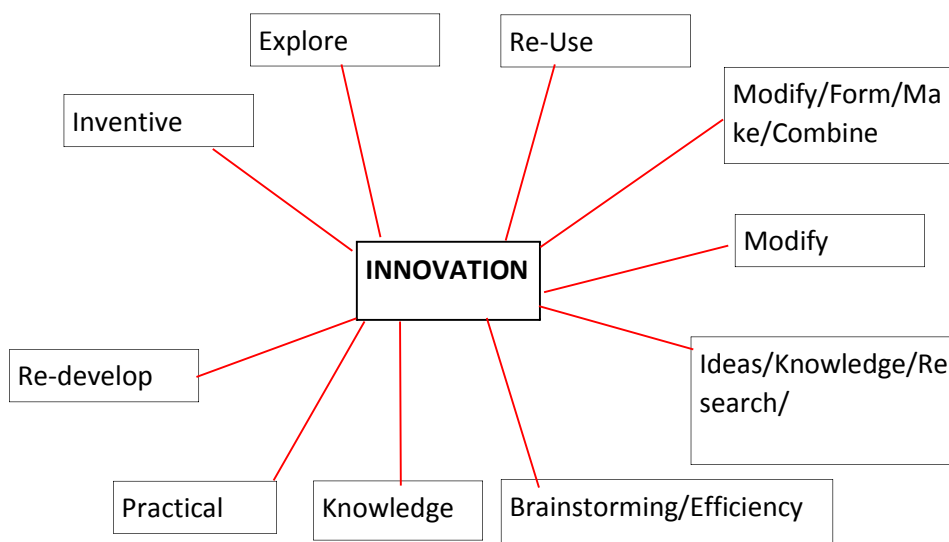 Explore
Re-Use
Modify/Form/Ma
ke/Combine
Inventive
Modify
INNOVATION
Re-develop
Ideas/Knowledge/Re
search/
Practical
Knowledge
Brainstorming/Efficiency